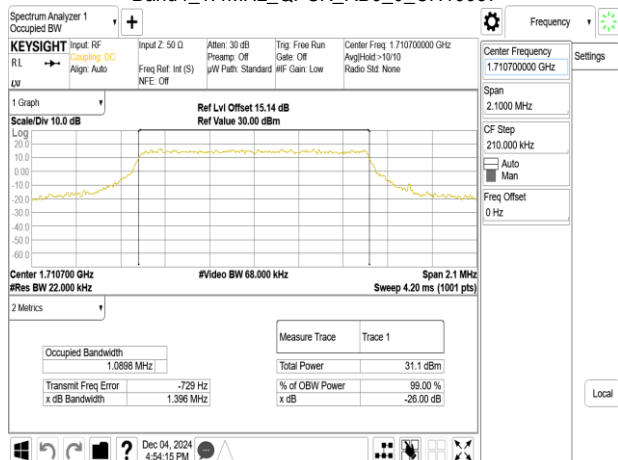 Spectrum Analyzer 1
Occupied BW
KEYSIGHT
RL
Input: RF
Coupling: DC
Align: Auto
Input Z: 50 Ω
Freq Ref: Int (S)
NFE: Off
Atten: 30 dB
Preamp: Off
µW Path: Standard
Trig: Free Run
Gate: Off
#IF Gain: Low
Center Freq: 1.710700000 GHz
Avg|Hold:>10/10
Radio Std: None
1 Graph
Scale/Div 10.0 dB
Ref Lvl Offset 15.14 dB
Ref Value 30.00 dBm
Log
20.0
10.0
0.00
-10.0
-20.0
-30.0
-40.0
-50.0
-60.0
Center 1.710700 GHz
#Video BW 68.000 kHz
Span 2.1 MHz
#Res BW 22.000 kHz
Sweep 4.20 ms (1001 pts)
2 Metrics
Measure Trace
Trace 1
Occupied Bandwidth
1.0898 MHz
Total Power
31.1 dBm
Transmit Freq Error
-729 Hz
% of OBW Power
99.00 %
x dB Bandwidth
1.396 MHz
x dB
-26.00 dB
Dec 04, 2024
4:54:15 PM
Frequency
Center Frequency
1.710700000 GHz
Settings
Span
2.1000 MHz
CF Step
210.000 kHz
Auto
Man
Freq Offset
0 Hz
Local